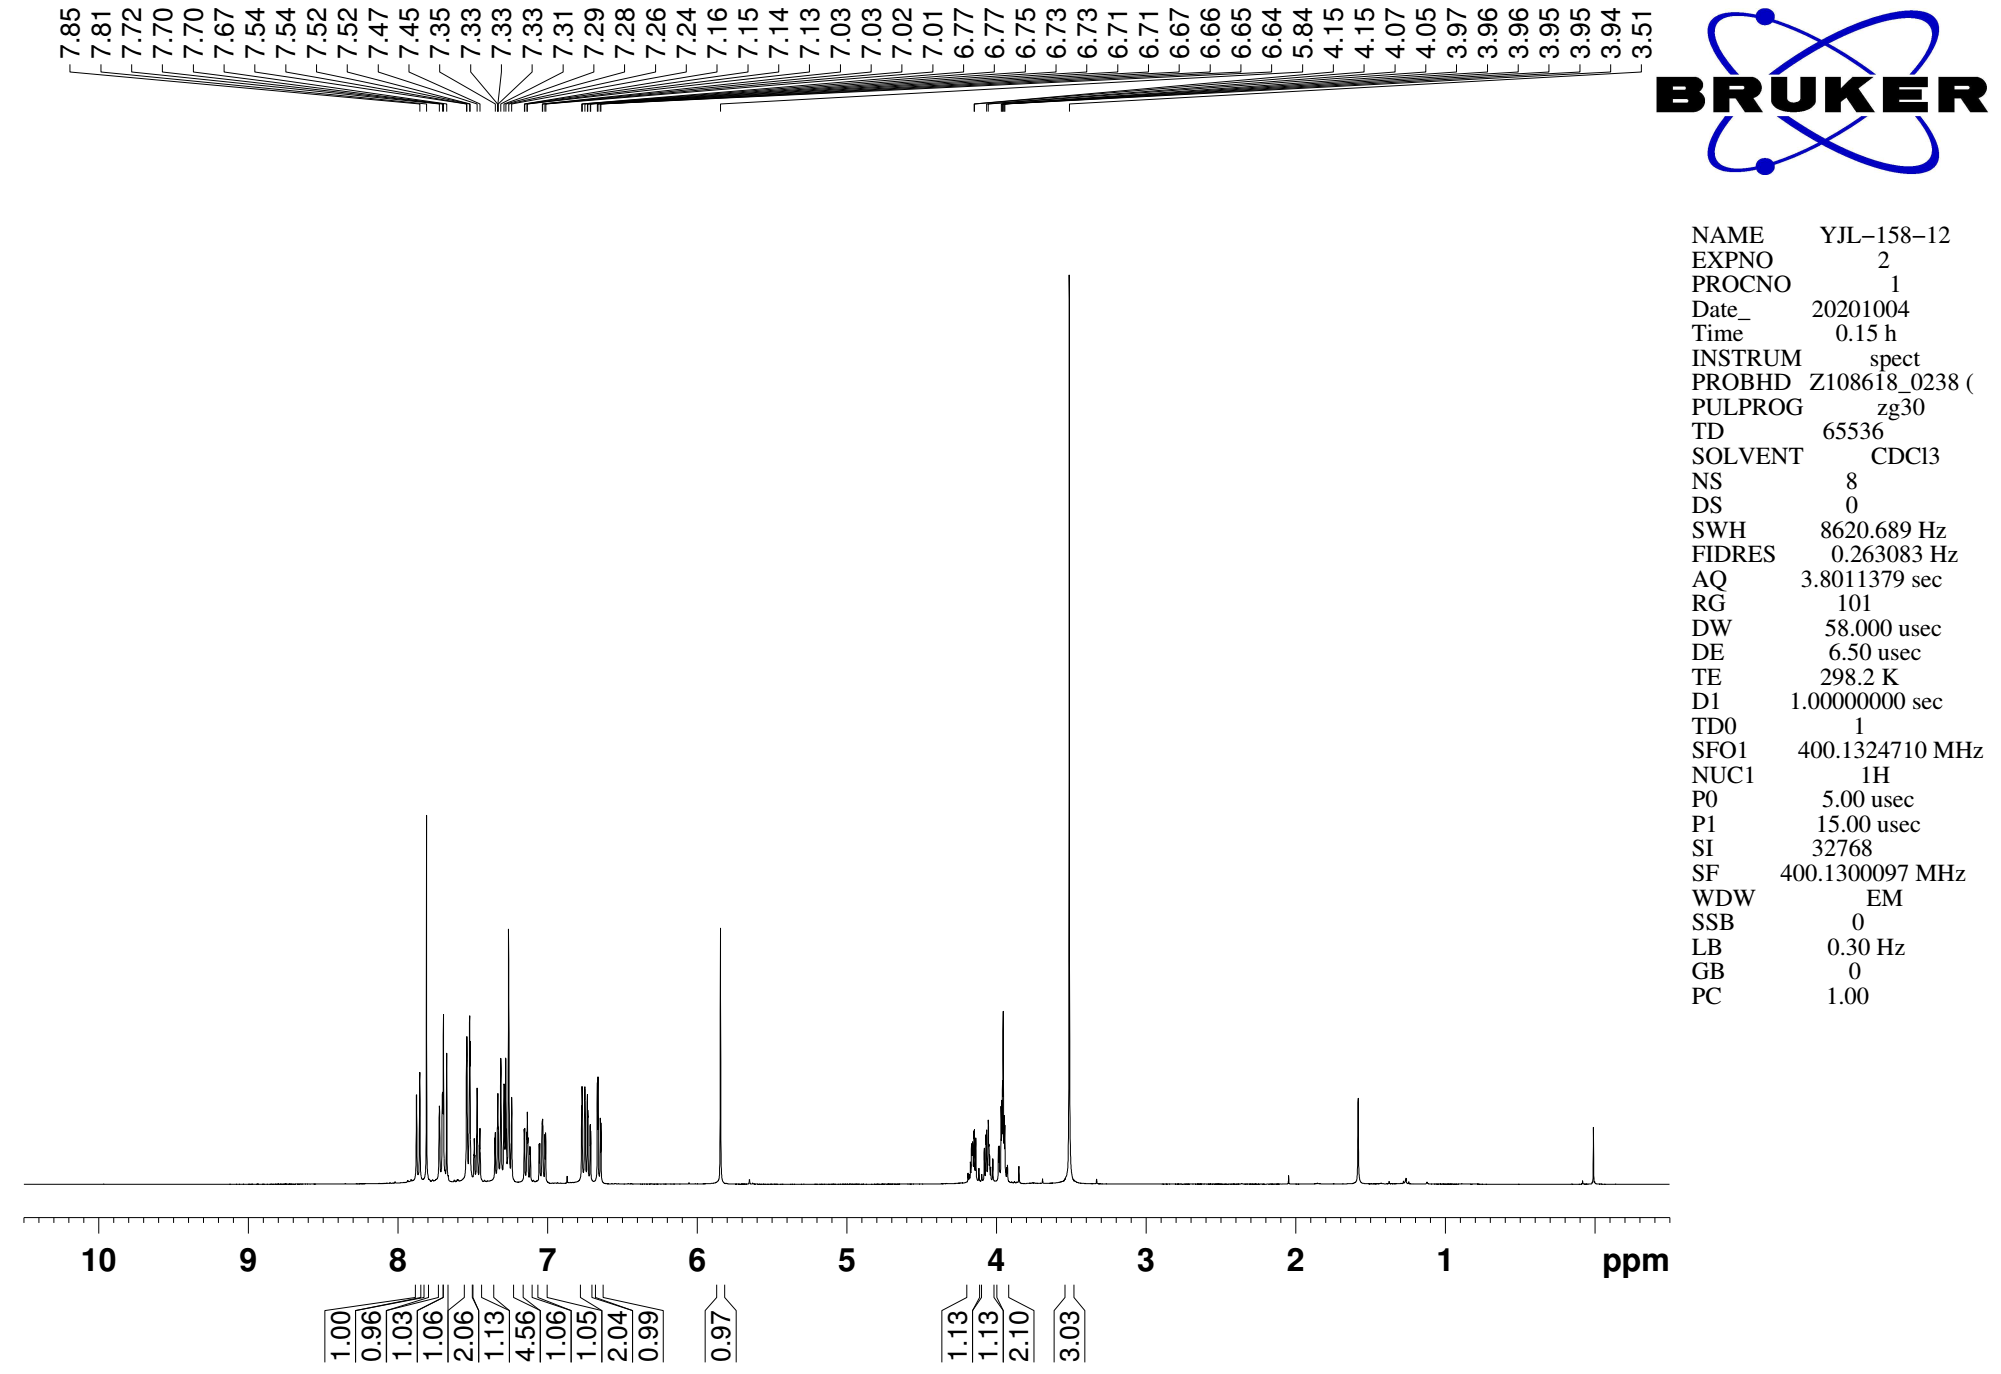 7.85 7.81 7.72 7.70 7.70 7.67 7.54 7.54 7.52 7.52 7.47 7.45 7.35 7.33 7.33 7.33 7.31 7.29 7.28 7.26 7.24 7.16 7.15 7.14 7.13 7.03 7.03 7.02 7.01 6.77 6.77 6.75 6.73 6.73 6.71 6.71 6.67 6.66 6.65 6.64 5.84 4.15 4.15 4.07 4.05 3.97 3.96 3.96 3.95 3.95 3.94 3.51
BRUKER
NAME YJL−158−12
EXPNO 2
PROCNO 1
Date_ 20201004
Time 0.15 h
INSTRUM spect
PROBHD Z108618_0238 (
PULPROG zg30
TD 65536
SOLVENT CDCl3
NS 8
DS 0
SWH 8620.689 Hz
FIDRES 0.263083 Hz
AQ 3.8011379 sec
RG 101
DW 58.000 usec
DE 6.50 usec
TE 298.2 K
D1 1.00000000 sec
TD0 1
SFO1 400.1324710 MHz
NUC1 1H
P0 5.00 usec
P1 15.00 usec
SI 32768
SF 400.1300097 MHz
WDW EM
SSB 0
LB 0.30 Hz
GB 0
PC 1.00
10 9 8 7 6 5 4 3 2 1 ppm
1.00 0.96 1.03 1.06 2.06 1.13 4.56 1.06 1.05 2.04 0.99 0.97 1.13 1.13 2.10 3.03